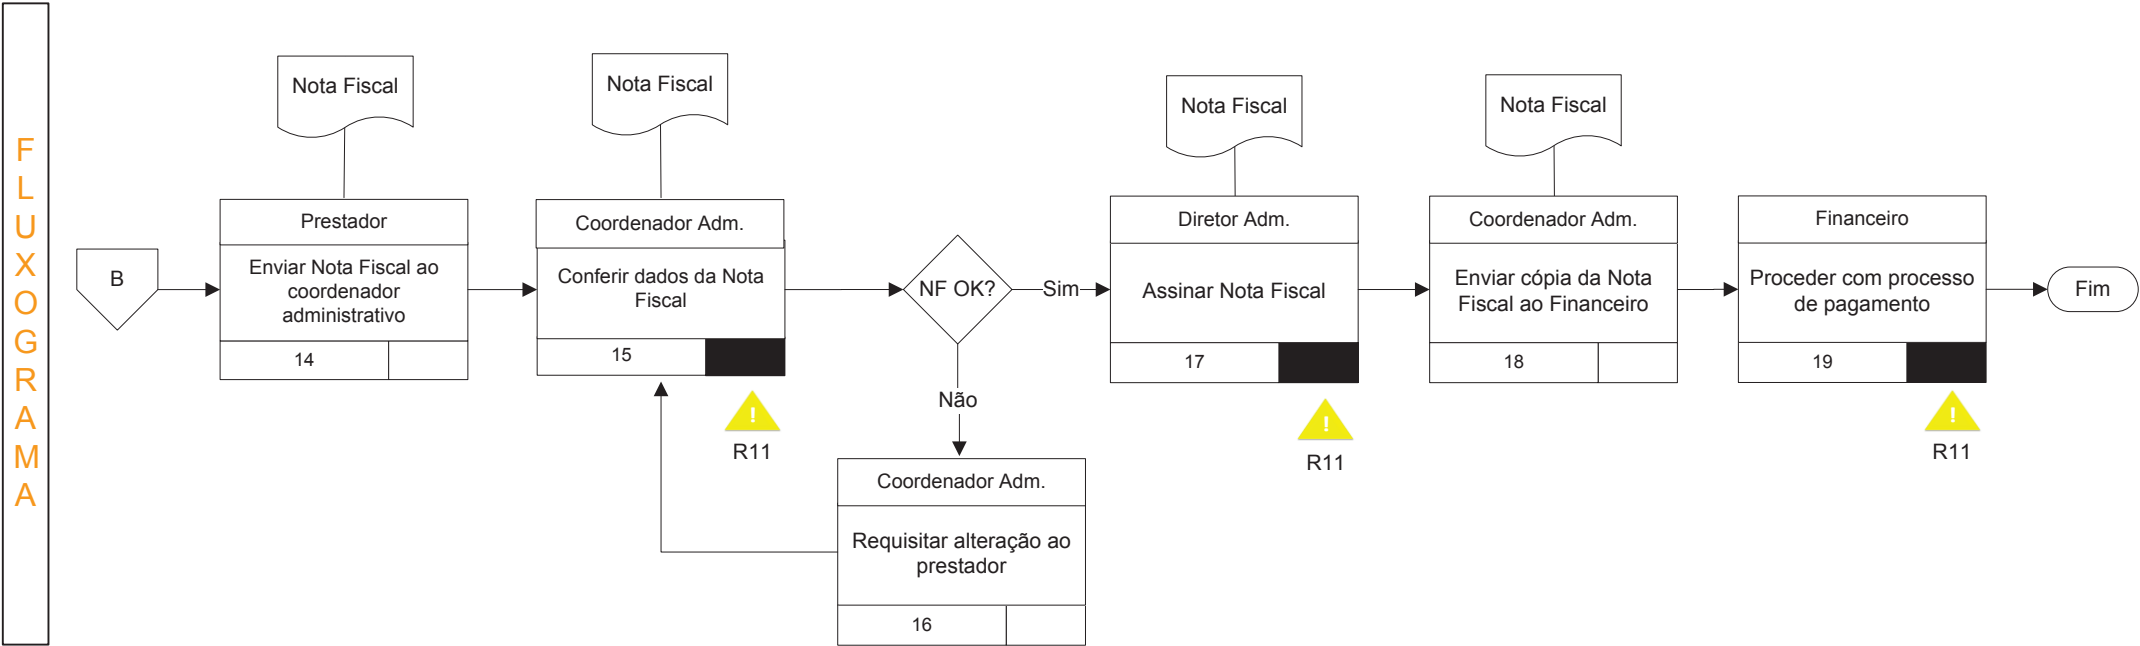 FLUXOGRAMA
B
Nota Fiscal
Prestador
Enviar Nota Fiscal ao
coordenador
administrativo
14
Nota Fiscal
Coordenador Adm.
Conferir dados da Nota
Fiscal
15
!
R11
NF OK?
Sim
Não
Coordenador Adm.
Requisitar alteração ao
prestador
16
Nota Fiscal
Diretor Adm.
Assinar Nota Fiscal
17
!
R11
Nota Fiscal
Coordenador Adm.
Enviar cópia da Nota
Fiscal ao Financeiro
18
Financeiro
Proceder com processo
de pagamento
19
!
R11
Fim